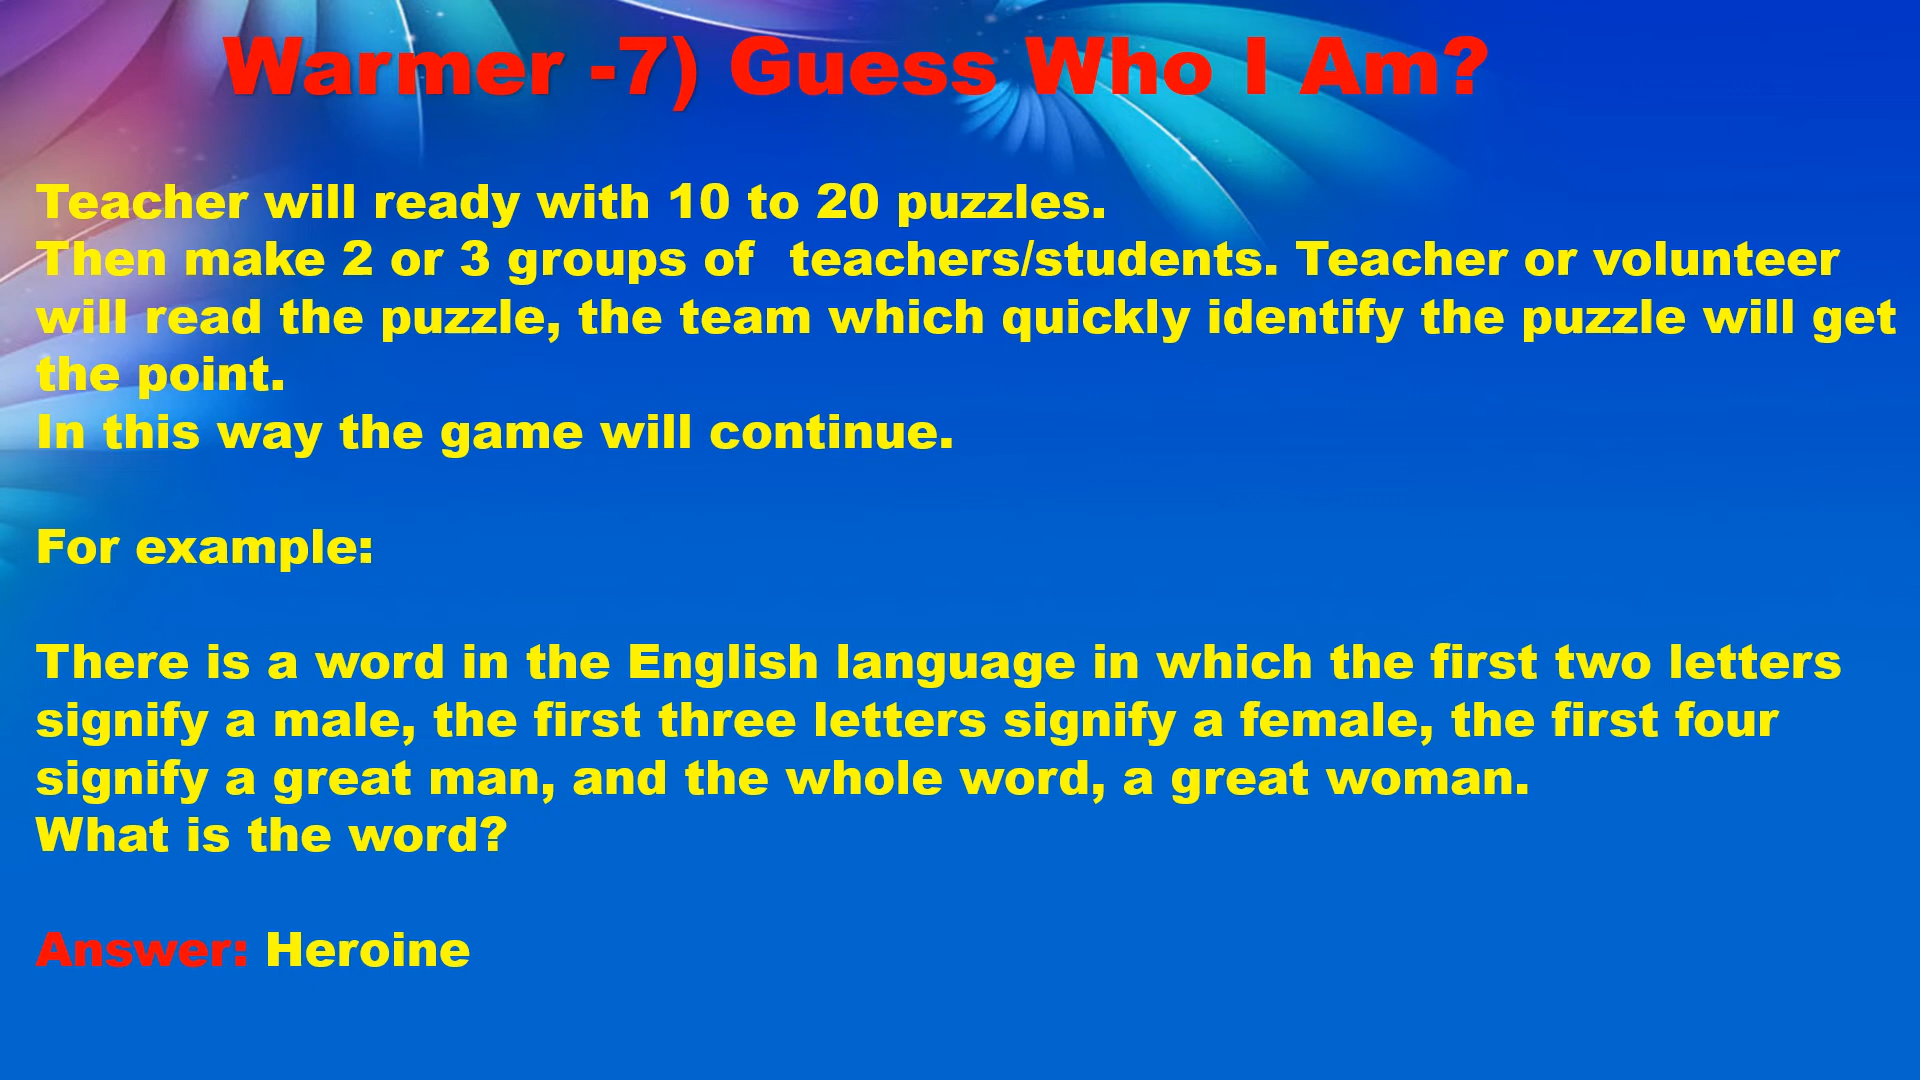 Warmer -7) Guess Who I Am?
Teacher will ready with 10 to 20 puzzles.
Then make 2 or 3 groups of  teachers/students. Teacher or volunteer
will read the puzzle, the team which quickly identify the puzzle will get
the point.
In this way the game will continue.
For example:
There is a word in the English language in which the first two letters
signify a male, the first three letters signify a female, the first four
signify a great man, and the whole word, a great woman.
What is the word?
Answer: Heroine